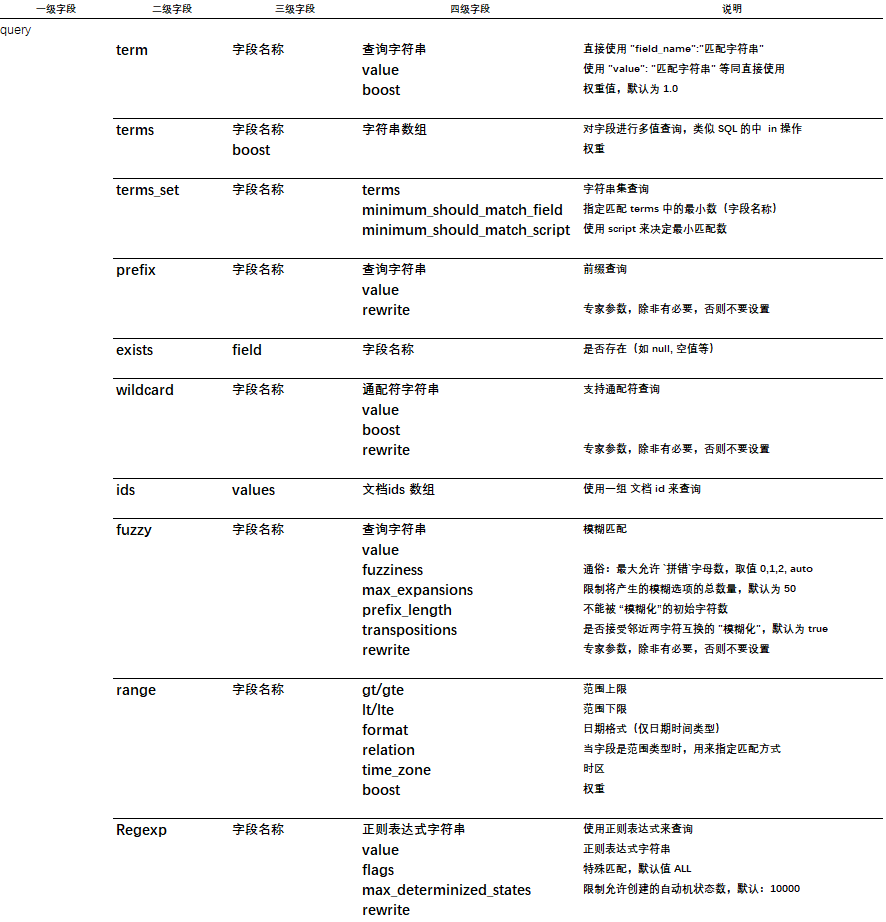 一级字段 二级字段 三级字段 四级字段 说明
query
term 字段名称 查询字符串 直接使用 "field_name":"匹配字符串"
value 使用 "value": "匹配字符串" 等同直接使用
boost 权重值，默认为 1.0
terms 字段名称 字符串数组 对字段进行多值查询，类似 SQL 的中 in 操作
boost 权重
terms_set 字段名称 terms 字符串集查询
minimum_should_match_field 指定匹配 terms 中的最小数（字段名称）
minimum_should_match_script 使用 script 来决定最小匹配数
prefix 字段名称 查询字符串 前缀查询
value
rewrite 专家参数，除非有必要，否则不要设置
exists field 字段名称 是否存在（如 null, 空值等）
wildcard 字段名称 通配符字符串 支持通配符查询
value
boost
rewrite 专家参数，除非有必要，否则不要设置
ids values 文档ids 数组 使用一组 文档 id 来查询
fuzzy 字段名称 查询字符串 模糊匹配
value
fuzziness 通俗：最大允许 `拼错`字母数，取值 0,1,2, auto
max_expansions 限制将产生的模糊选项的总数量，默认为 50
prefix_length 不能被 “模糊化”的初始字符数
transpositions 是否接受邻近两字符互换的 "模糊化"，默认为 true
rewrite 专家参数，除非有必要，否则不要设置
range 字段名称 gt/gte 范围上限
lt/lte 范围下限
format 日期格式（仅日期时间类型）
relation 当字段是范围类型时，用来指定匹配方式
time_zone 时区
boost 权重
Regexp 字段名称 正则表达式字符串 使用正则表达式来查询
value 正则表达式字符串
flags 特殊匹配，默认值 ALL
max_determinized_states 限制允许创建的自动机状态数，默认：10000
rewrite